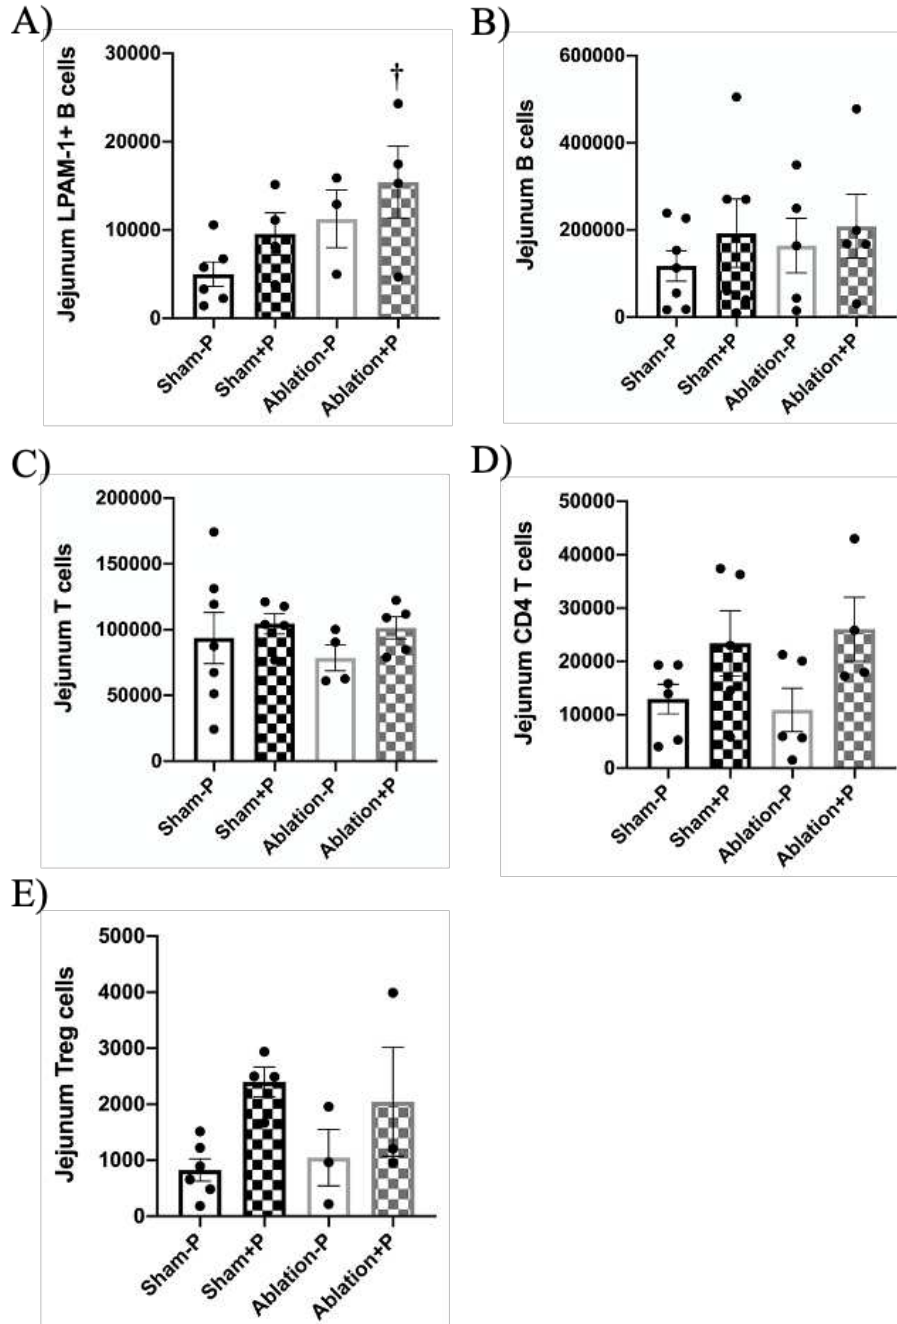 A)
Jejunum LPAM-1+ B cells
30000
20000
10000
0
†
Sham-P
Sham+P
Ablation-P
Ablation+P
B)
Jejunum B cells
600000
400000
200000
0
Sham-P
Sham+P
Ablation-P
Ablation+P
C)
Jejunum T cells
200000
150000
100000
50000
0
Sham-P
Sham+P
Ablation-P
Ablation+P
D)
Jejunum CD4 T cells
50000
40000
30000
20000
10000
0
Sham-P
Sham+P
Ablation-P
Ablation+P
E)
Jejunum Treg cells
5000
4000
3000
2000
1000
0
Sham-P
Sham+P
Ablation-P
Ablation+P